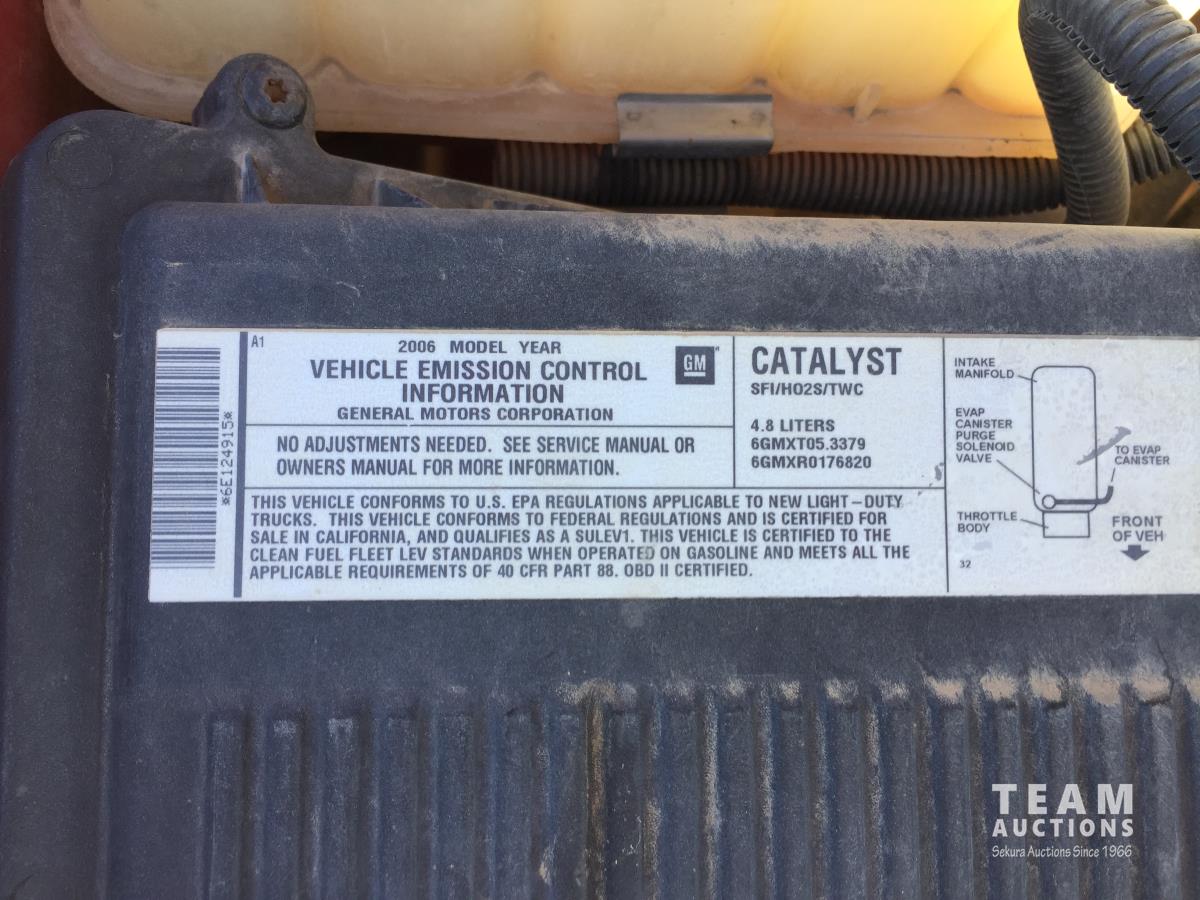 *6E124915*
A1
2006 MODEL YEAR
VEHICLE EMISSION CONTROL
INFORMATION
GENERAL MOTORS CORPORATION
GM
NO ADJUSTMENTS NEEDED. SEE SERVICE MANUAL OR
OWNERS MANUAL FOR MORE INFORMATION.
CATALYST
SFI/HO2S/TWC
4.8 LITERS
6GMXT05.3379
6GMXR0176820
THIS VEHICLE CONFORMS TO U.S. EPA REGULATIONS APPLICABLE TO NEW LIGHT-DUTY
TRUCKS. THIS VEHICLE CONFORMS TO FEDERAL REGULATIONS AND IS CERTIFIED FOR
SALE IN CALIFORNIA, AND QUALIFIES AS A SULEV1. THIS VEHICLE IS CERTIFIED TO THE
CLEAN FUEL FLEET LEV STANDARDS WHEN OPERATED ON GASOLINE AND MEETS ALL THE
APPLICABLE REQUIREMENTS OF 40 CFR PART 88. OBD II CERTIFIED.
INTAKE
MANIFOLD
EVAP
CANISTER
PURGE
SOLENOID
VALVE
TO EVAP
CANISTER
THROTTLE
BODY
FRONT
OF VEH
32
TEAM
AUCTIONS
Sekura Auctions Since 1966